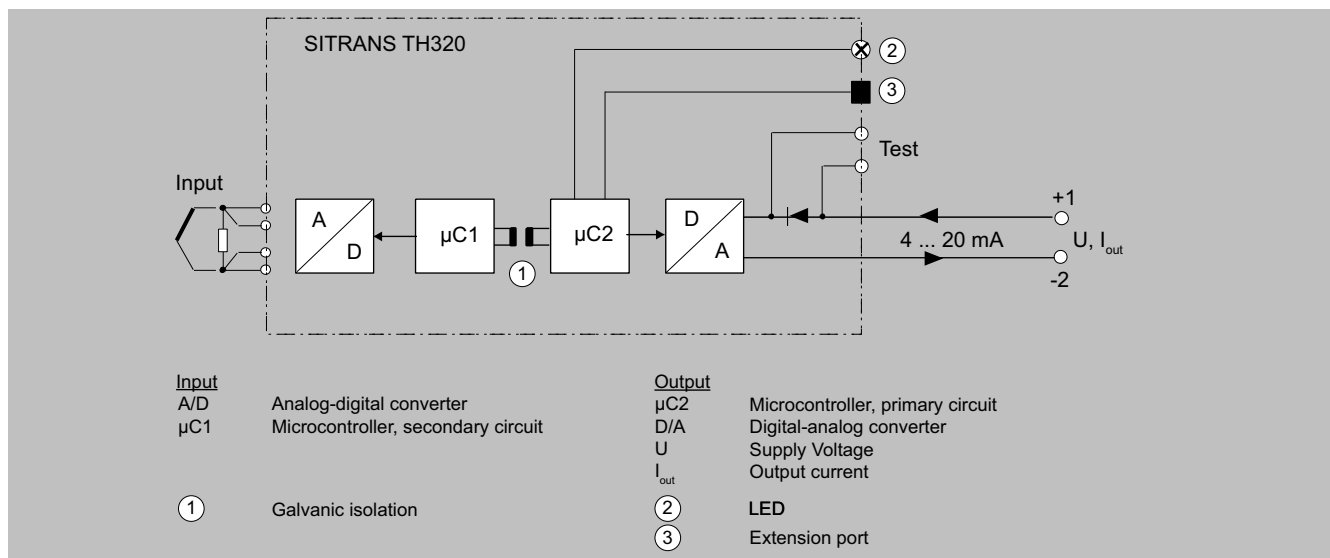 SITRANS TH320
2
3
Test
Input
A
D
µC1
µC2
D
A
1
+1
4 ... 20 mA
U, Iout
-2
Input
A/D Analog-digital converter
µC1 Microcontroller, secondary circuit
1 Galvanic isolation
Output
µC2 Microcontroller, primary circuit
D/A Digital-analog converter
U Supply Voltage
Iout Output current
2 LED
3 Extension port